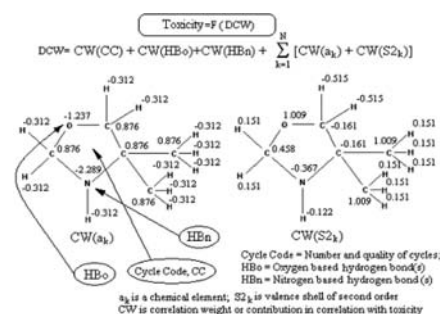 Toxicity=F(DCW)
N
DCW= CW(CC) + CW(HBo)+CW(HBn) + Σ [CW(ak) + CW(S2k)]
k=1
-0.312
H
-0.312
H
-1.237
O
C
0.876
-0.312
H
H
-0.312
C
0.876
0.876
C
0.876
C
H
-0.312
H
-0.312
H
-0.312
-2.289
N
C
0.876
H
-0.312
H
-0.312
H
-0.312
H
-0.312
CW(ak)
HBn
HBo
Cycle Code, CC
-0.515
H
-0.515
H
1.009
O
C
-0.161
0.151
H
H
0.151
C
0.458
-0.161
C
1.009
C
H
0.151
H
0.151
H
0.151
-0.367
N
C
1.009
H
0.151
H
0.151
H
0.151
H
-0.122
CW(S2k)
Cycle Code = Number and quality of cycles;
HBo = Oxygen based hydrogen bond(s)
HBn = Nitrogen based hydrogen bond(s)
ak is a chemical element; S2k is valence shell of second order
CW is correlation weight or contribution in correlation with toxicity